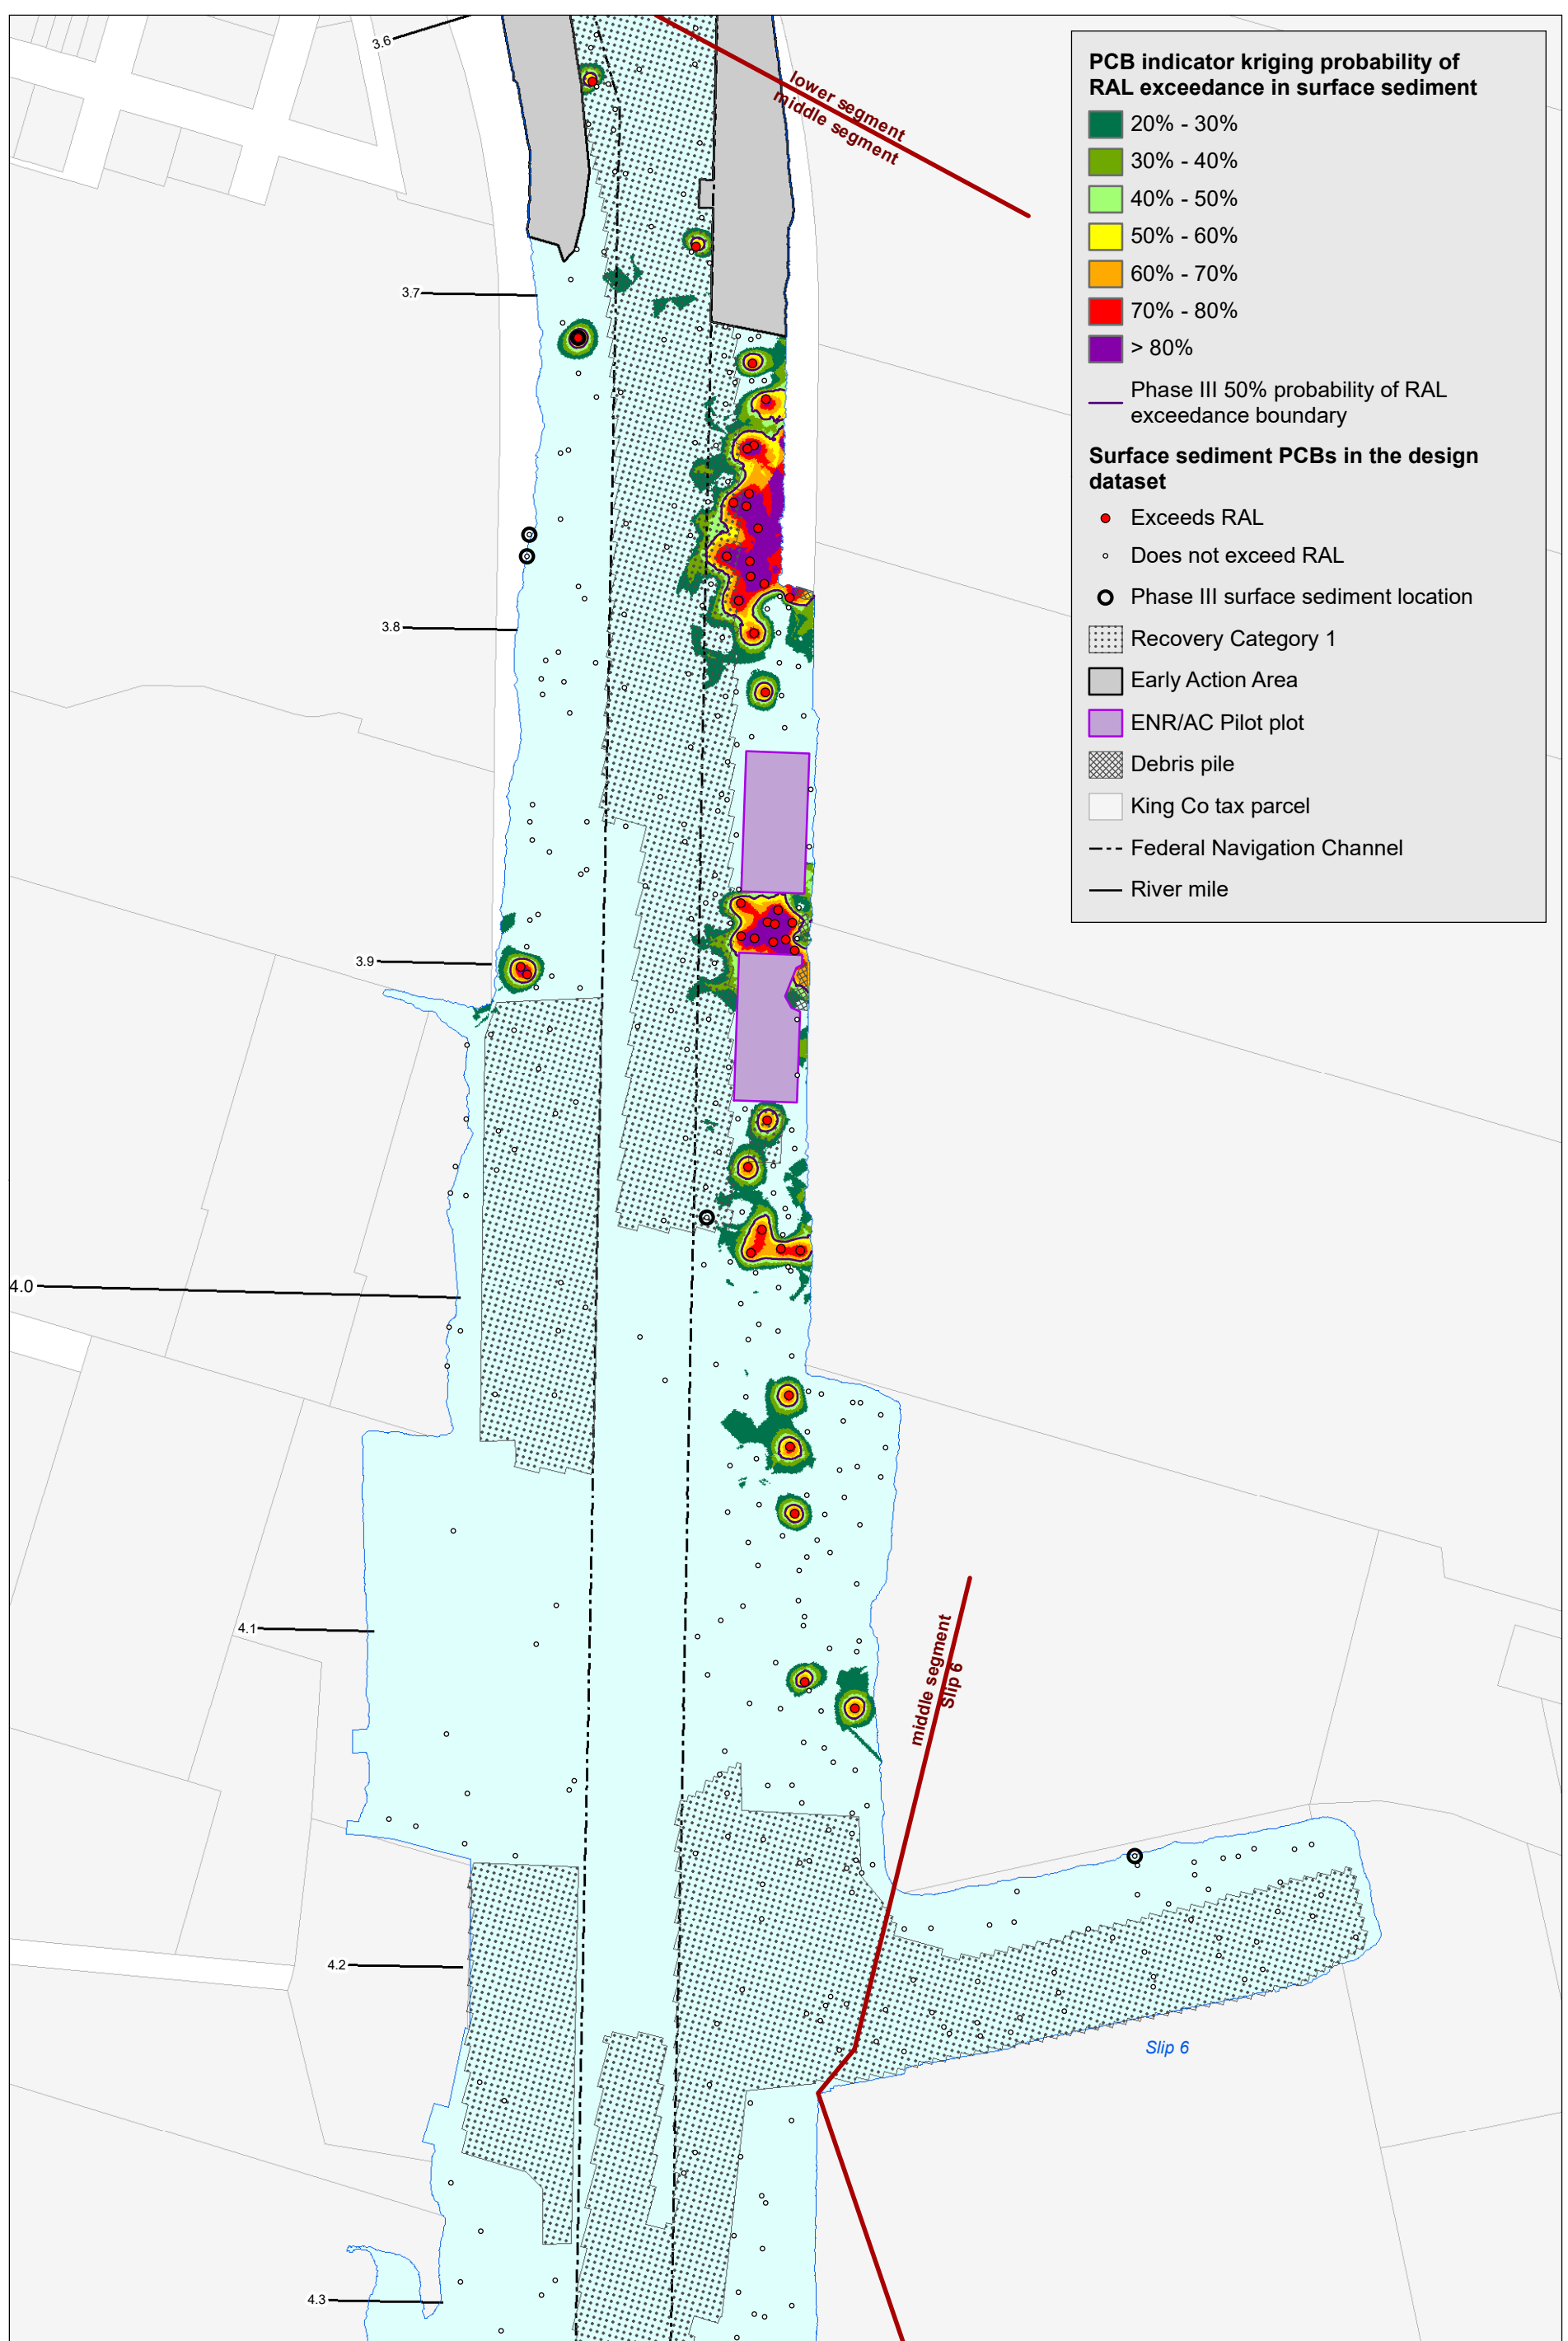 3.6
lower segment
middle segment
3.7
3.8
3.9
4.0
4.1
middle segment
Slip 6
4.2
Slip 6
4.3
PCB indicator kriging probability of
RAL exceedance in surface sediment
20% - 30%
30% - 40%
40% - 50%
50% - 60%
60% - 70%
70% - 80%
> 80%
Phase III 50% probability of RAL
exceedance boundary
Surface sediment PCBs in the design
dataset
Exceeds RAL
Does not exceed RAL
Phase III surface sediment location
Recovery Category 1
Early Action Area
ENR/AC Pilot plot
Debris pile
King Co tax parcel
Federal Navigation Channel
River mile